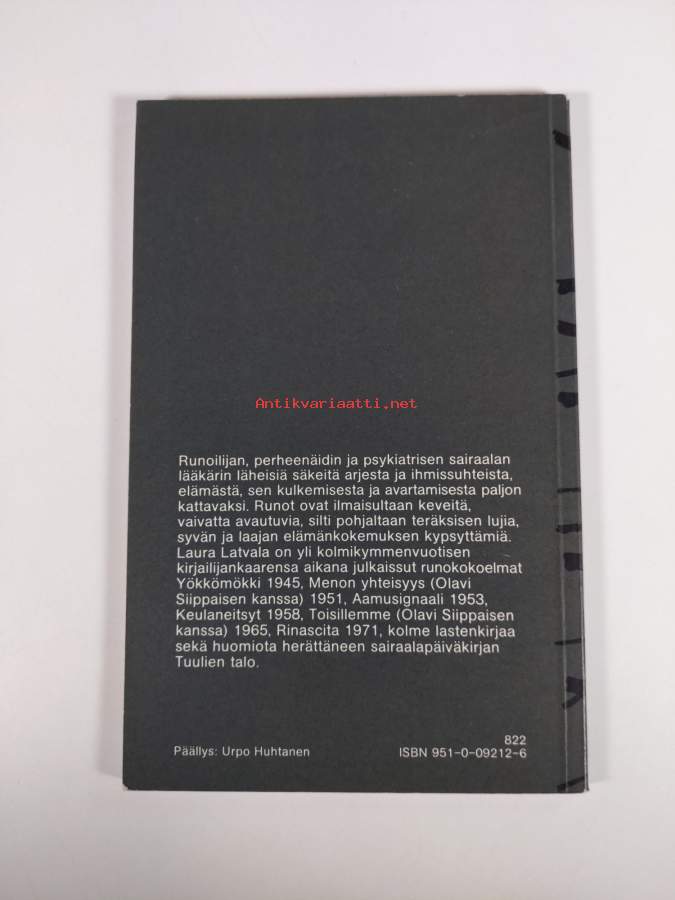 Antikvariaatti.net
Runoilijan, perheenäidin ja psykiatrisen sairaalan
lääkärin läheisiä säkeitä arjesta ja ihmissuhteista,
elämästä, sen kulkemisesta ja avartamisesta paljon
kattavaksi. Runot ovat ilmaisultaan keveitä,
vaivatta avautuvia, silti pohjaltaan teräksisen lujia,
syvän ja laajan elämänkokemuksen kypsyttämiä.
Laura Latvala on yli kolmikymmenvuotisen
kirjailijankaarensa aikana julkaissut runokokoelmat
Yökkömökki 1945, Menon yhteisyys (Olavi
Siippaisen kanssa) 1951, Aamusignaali 1953,
Keulaneitsyt 1958, Toisillemme (Olavi Siippaisen
kanssa) 1965, Rinascita 1971, kolme lastenkirjaa
sekä huomiota herättäneen sairaalapäiväkirjan
Tuulien talo.
822
Päällys: Urpo Huhtanen ISBN 951-0-09212-6